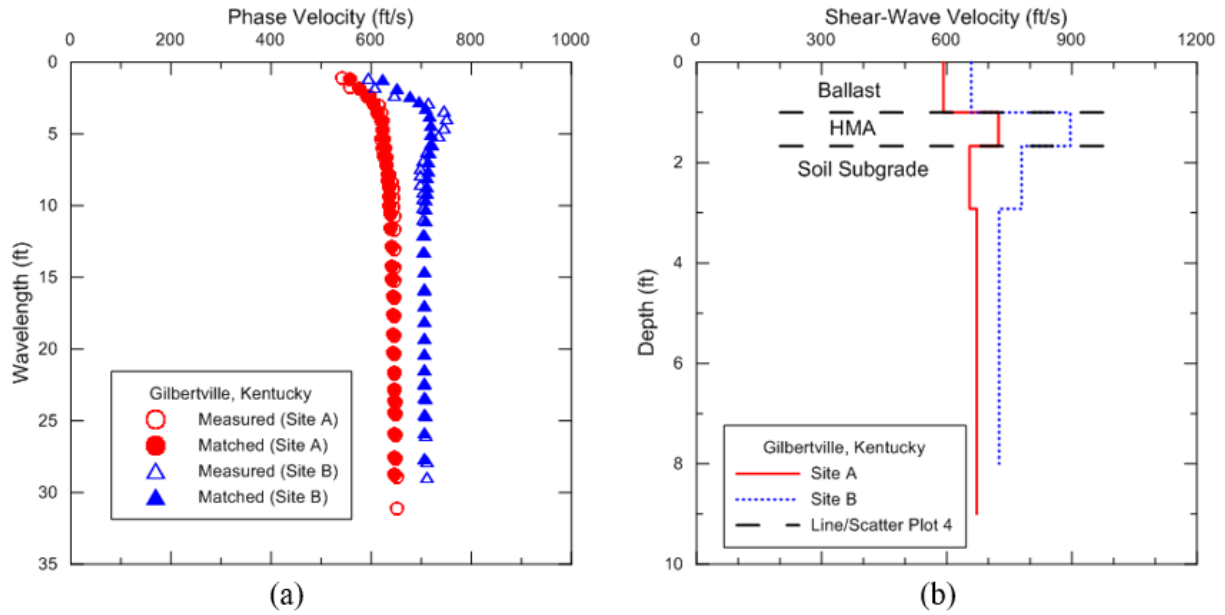 Phase Velocity (ft/s)
0 200 400 600 800 1000
0
5
10
15
20
25
30
35
Wavelength (ft)
Gilbertville, Kentucky
Measured (Site A)
Matched (Site A)
Measured (Site B)
Matched (Site B)
(a)
Shear-Wave Velocity (ft/s)
0 300 600 900 1200
0
2
4
6
8
10
Depth (ft)
Ballast
HMA
Soil Subgrade
Gilbertville, Kentucky
Site A
Site B
Line/Scatter Plot 4
(b)